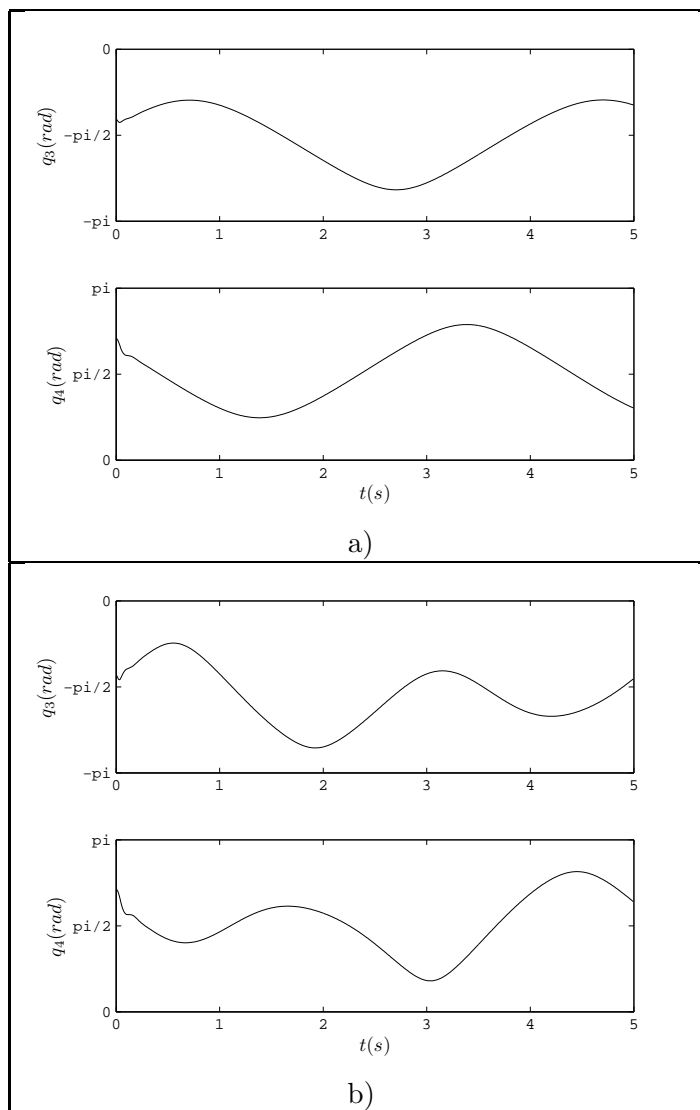 0
q3(rad)
-pi/2
-pi
0 1 2 3 4 5
pi
q4(rad)
pi/2
0
0 1 2 3 4 5
t(s)
a)
0
q3(rad)
-pi/2
-pi
0 1 2 3 4 5
pi
q4(rad)
pi/2
0
0 1 2 3 4 5
t(s)
b)